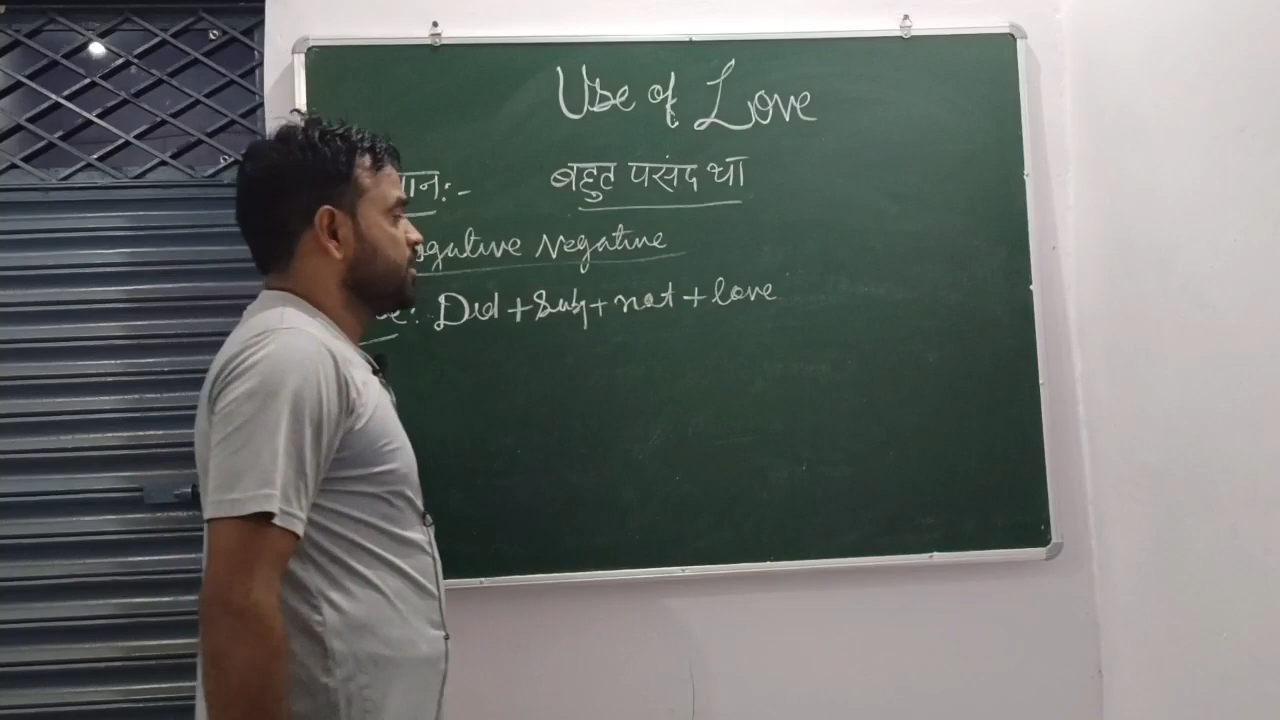 Use of Love
बहुत पसंद था
Negative
Did + Sub + not + love